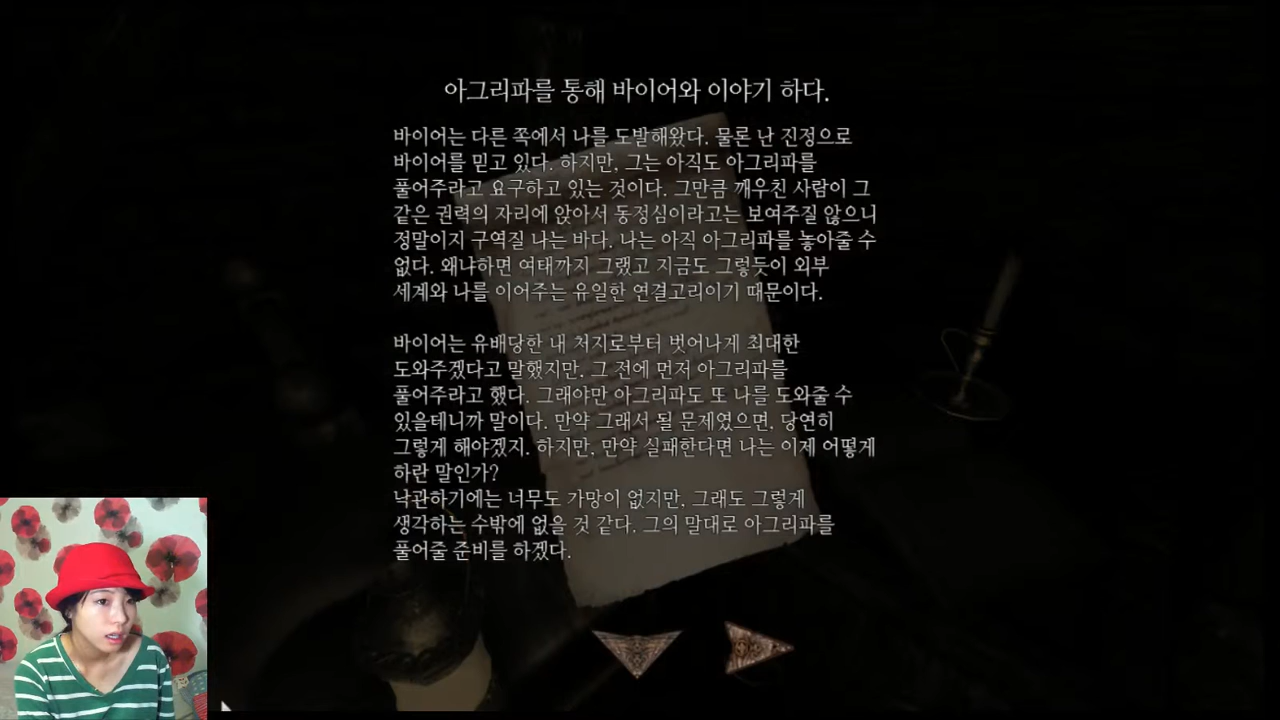 아그리파를 통해 바이어와 이야기 하다.
바이어는 다른 쪽에서 나를 도발해왔다. 물론 난 진정으로
바이어를 믿고 있다. 하지만, 그는 아직도 아그리파를
풀어주라고 요구하고 있는 것이다. 그만큼 깨우친 사람이 그
같은 권력의 자리에 앉아서 동정심이라고는 보여주질 않으니
정말이지 구역질 나는 바다. 나는 아직 아그리파를 놓아줄 수
없다. 왜냐하면 여태까지 그랬고 지금도 그렇듯이 외부
세계와 나를 이어주는 유일한 연결고리이기 때문이다.
바이어는 유배당한 내 처지로부터 벗어나게 최대한
도와주겠다고 말했지만, 그 전에 먼저 아그리파를
풀어주라고 했다. 그래야만 아그리파도 또 나를 도와줄 수
있을테니까 말이다. 만약 그래서 될 문제였으면, 당연히
그렇게 해야겠지. 하지만, 만약 실패한다면 나는 이제 어떻게
하란 말인가?
낙관하기에는 너무도 가망이 없지만, 그래도 그렇게
생각하는 수밖에 없을 것 같다. 그의 말대로 아그리파를
풀어줄 준비를 하겠다.